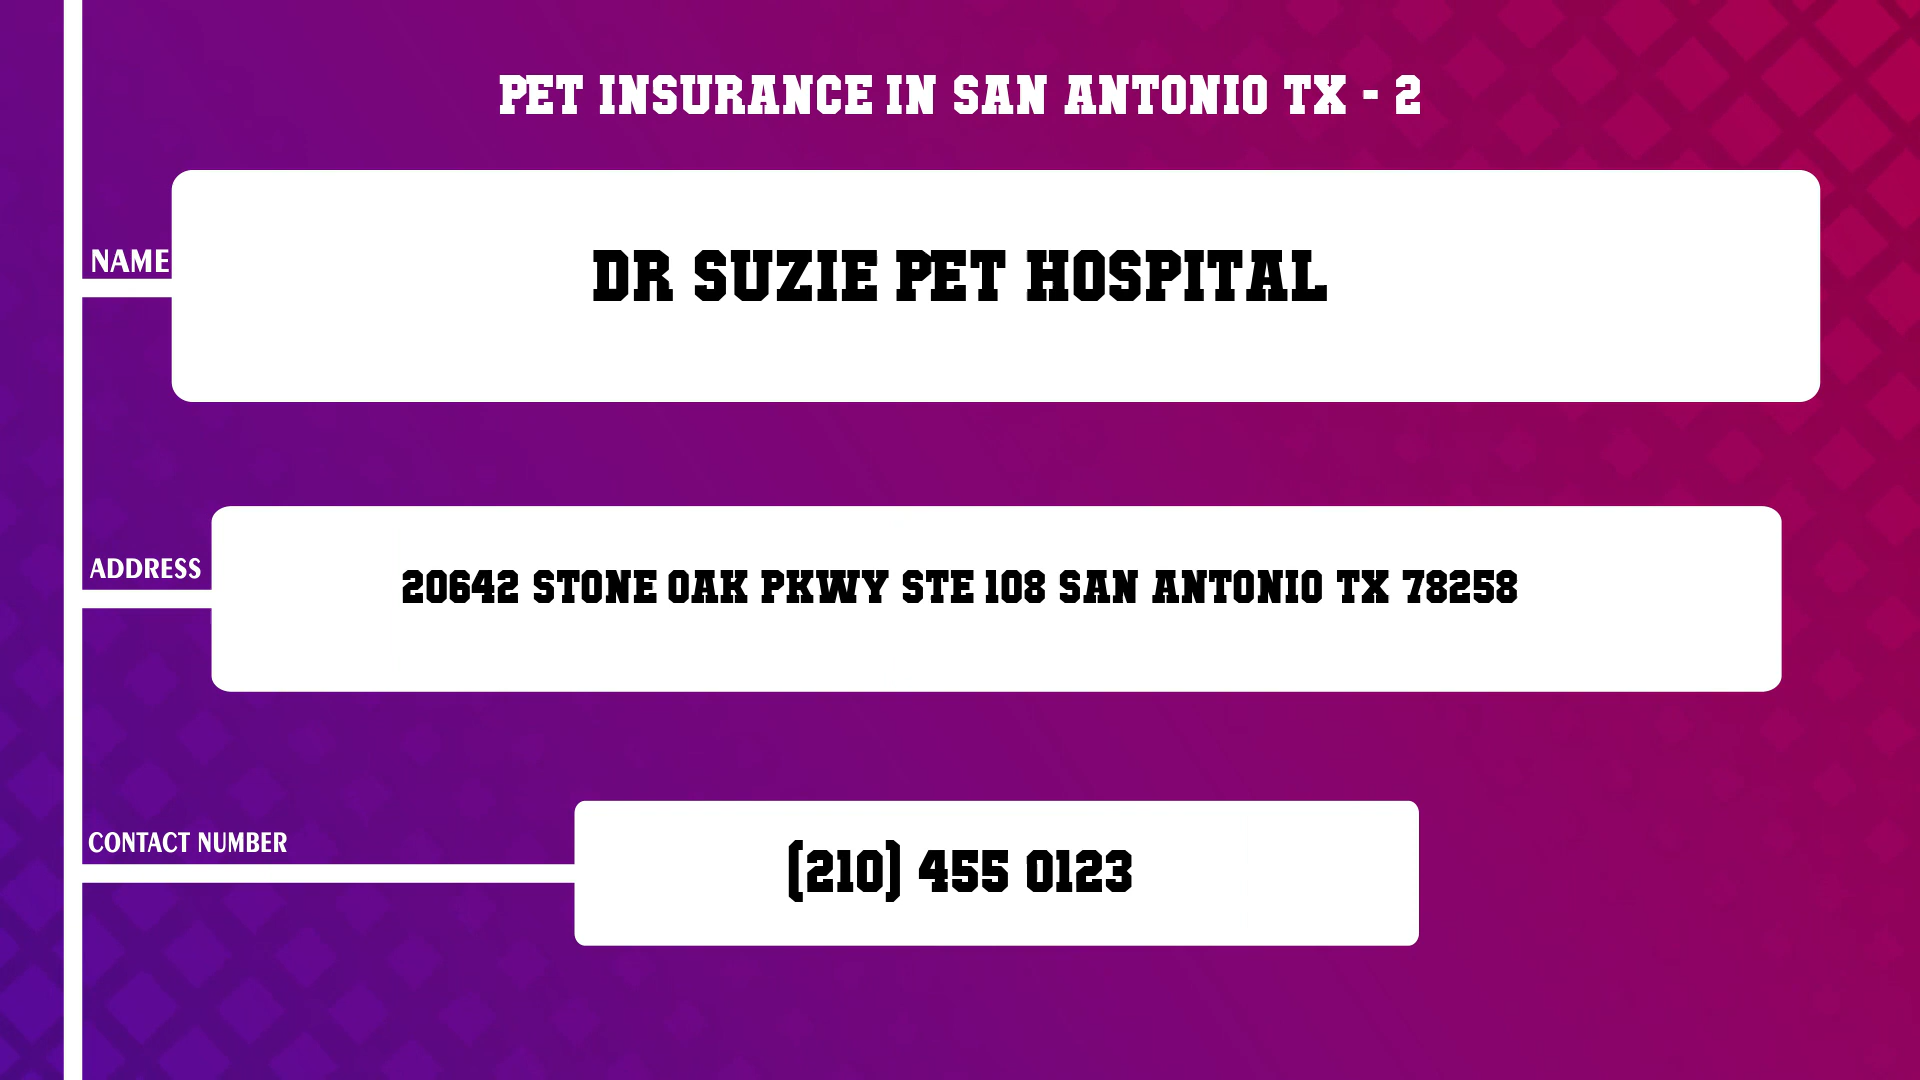 PET INSURANCE IN SAN ANTONIO TX - 2
NAME
DR SUZIE PET HOSPITAL
ADDRESS
20642 STONE OAK PKWY STE 108 SAN ANTONIO TX 78258
CONTACT NUMBER
(210) 455 0123